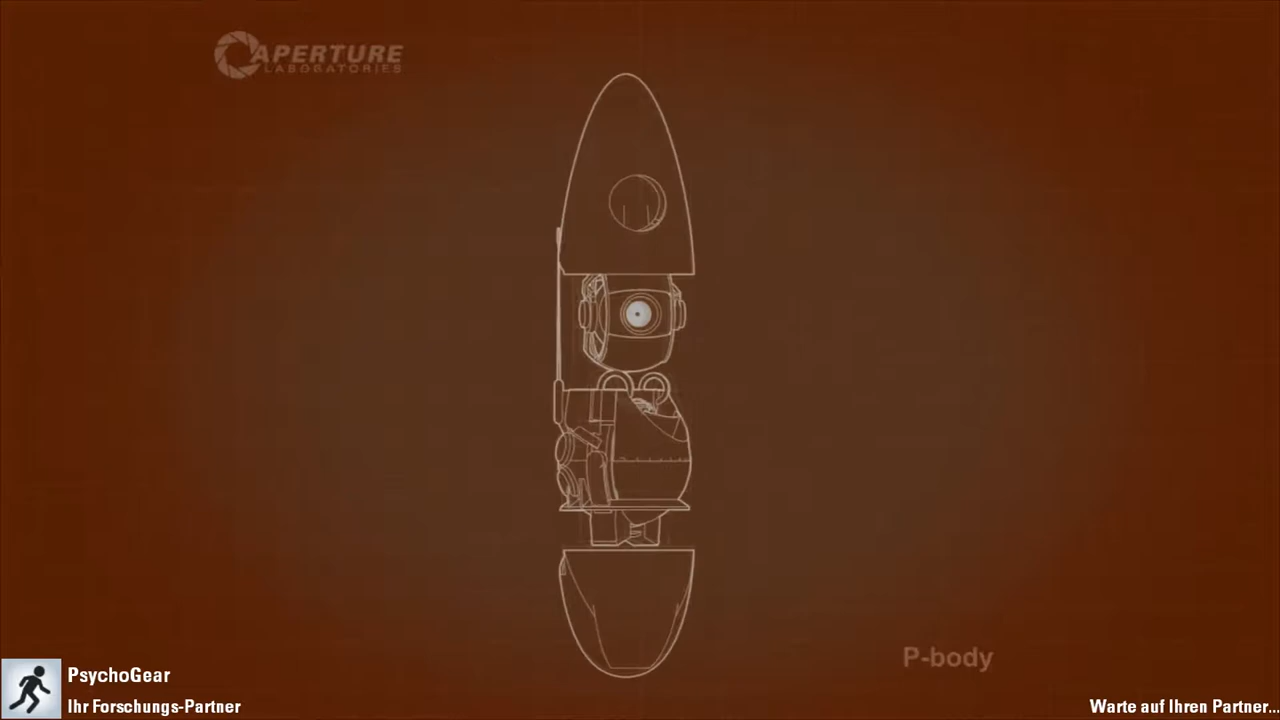 APERTURE
LABORATORIES
P-body
PsychoGear
Ihr Forschungs-Partner
Warte auf Ihren Partner...